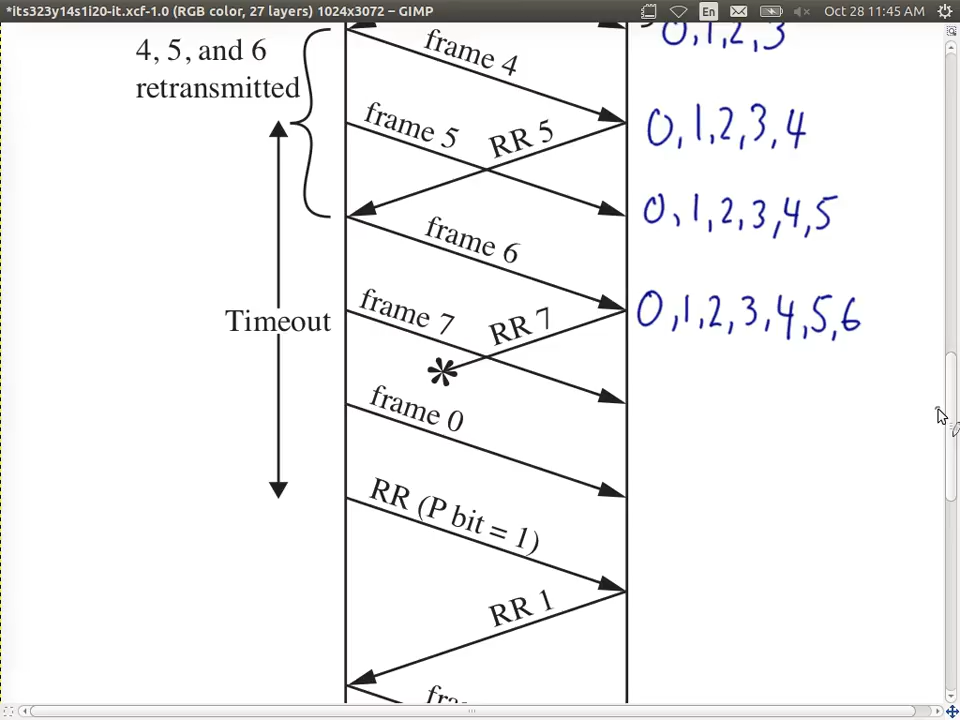 *its323y14s1i20-it.xcf-1.0 (RGB color, 27 layers) 1024x3072 – GIMP
En
Oct 28 11:45 AM
0,1,2,3
4, 5, and 6
retransmitted
frame 4
0,1,2,3,4
frame 5
RR 5
0,1,2,3,4,5
frame 6
Timeout
frame 7
RR 7
0,1,2,3,4,5,6
*
frame 0
RR (P bit = 1)
RR 1